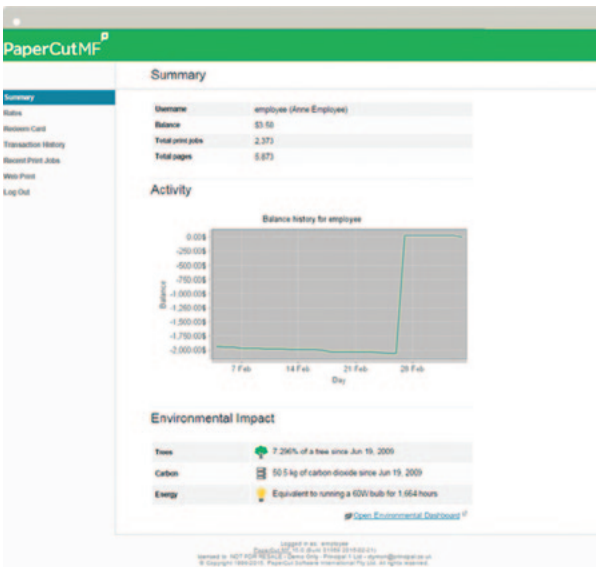 PaperCutMF
Summary
Summary
Rates
Redeem Card
Transaction History
Recent Print Jobs
Web Print
Log Out
Username employee (Anne Employee)
Balance
Total print jobs 2,373
Total pages 5,873
Activity
Balance history for employee
0.00$
-250.00$
-500.00$
-750.00$
-1,000.00$
-1,250.00$
-1,500.00$
-1,750.00$
-2,000.00$
Balance
7 Feb 14 Feb 21 Feb 28 Feb
Day
Environmental Impact
Trees 7.296% of a tree since Jun 19, 2009
Carbon 50.5 kg of carbon dioxide since Jun 19, 2009
Energy Equivalent to running a 60W bulb for 1,664 hours
Open Environmental Dashboard
Logged in as: employee